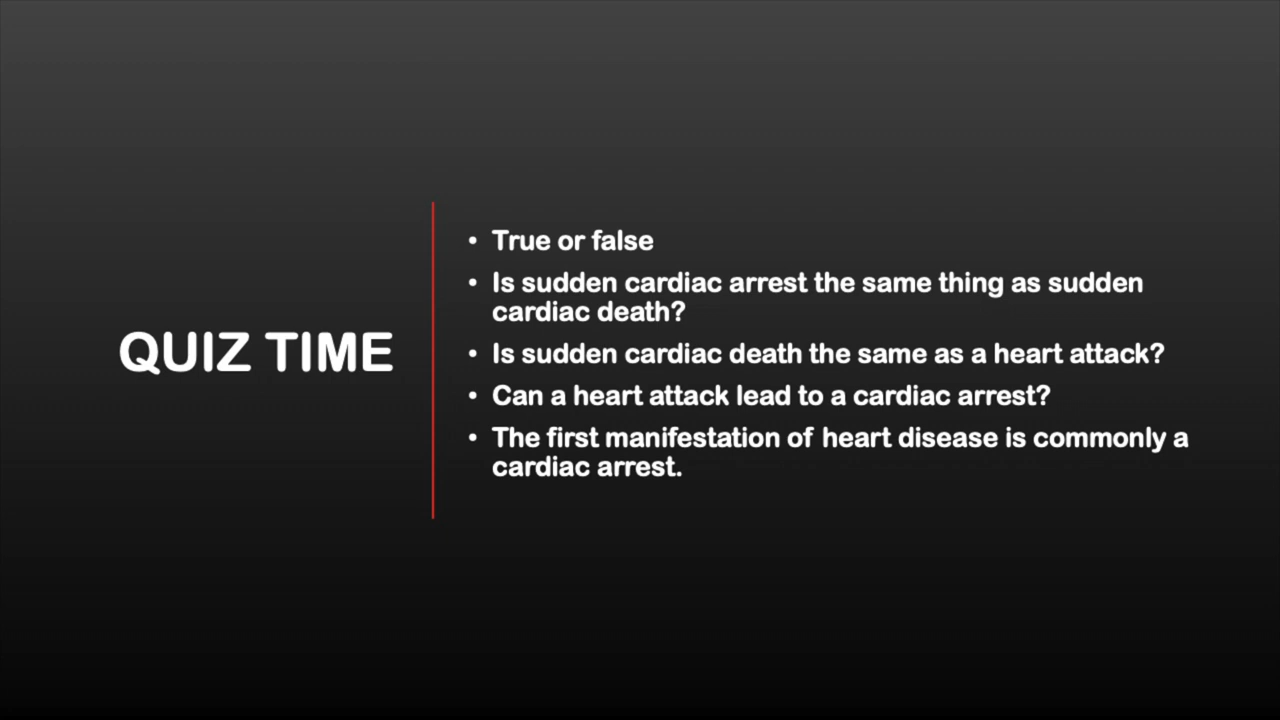 QUIZ TIME
• True or false
• Is sudden cardiac arrest the same thing as sudden
cardiac death?
• Is sudden cardiac death the same as a heart attack?
• Can a heart attack lead to a cardiac arrest?
• The first manifestation of heart disease is commonly a
cardiac arrest.